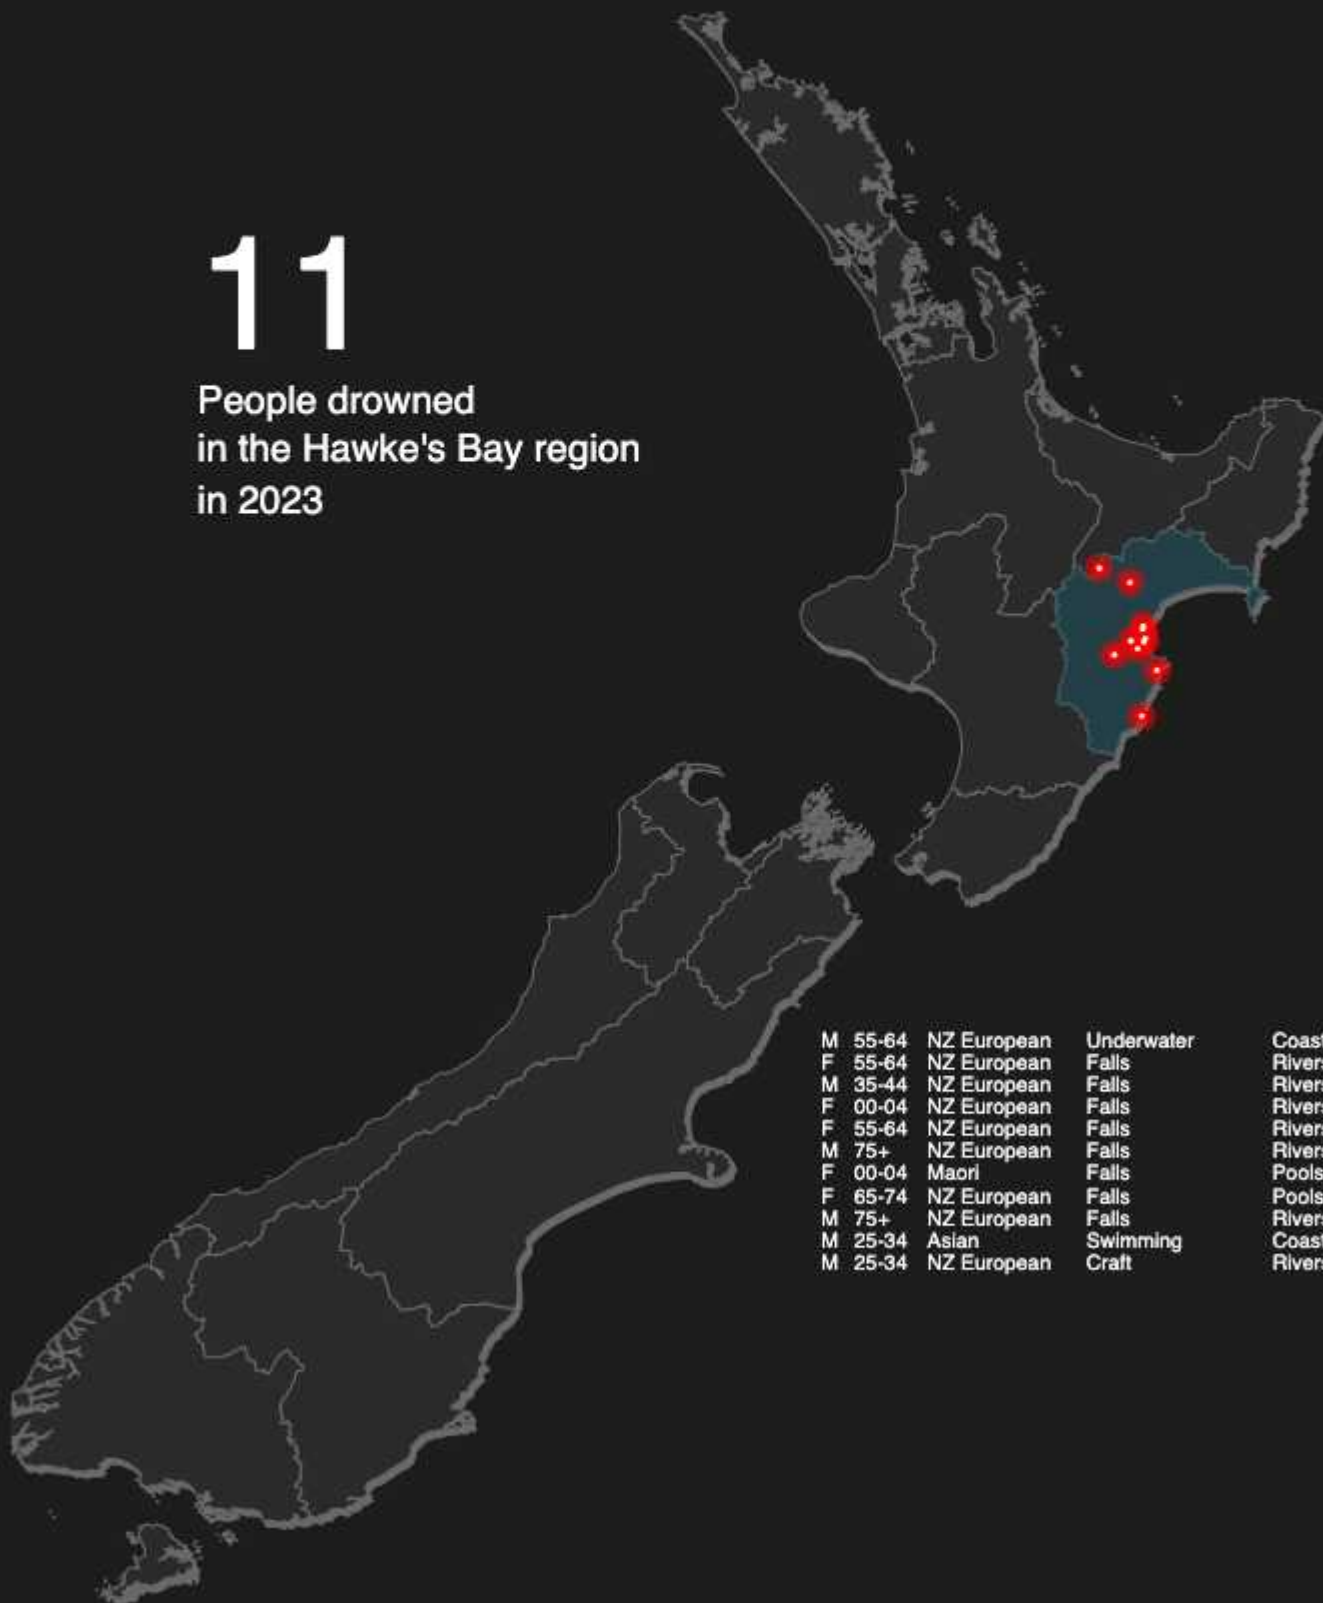 11
People drowned
in the Hawke's Bay region
in 2023
M 55-64 NZ European Underwater Coast
F 55-64 NZ European Falls Rivers
M 35-44 NZ European Falls Rivers
F 00-04 NZ European Falls Rivers
F 55-64 NZ European Falls Rivers
M 75+ NZ European Falls Rivers
F 00-04 Maori Falls Pools
F 65-74 NZ European Falls Pools
M 75+ NZ European Falls Rivers
M 25-34 Asian Swimming Coast
M 25-34 NZ European Craft Rivers